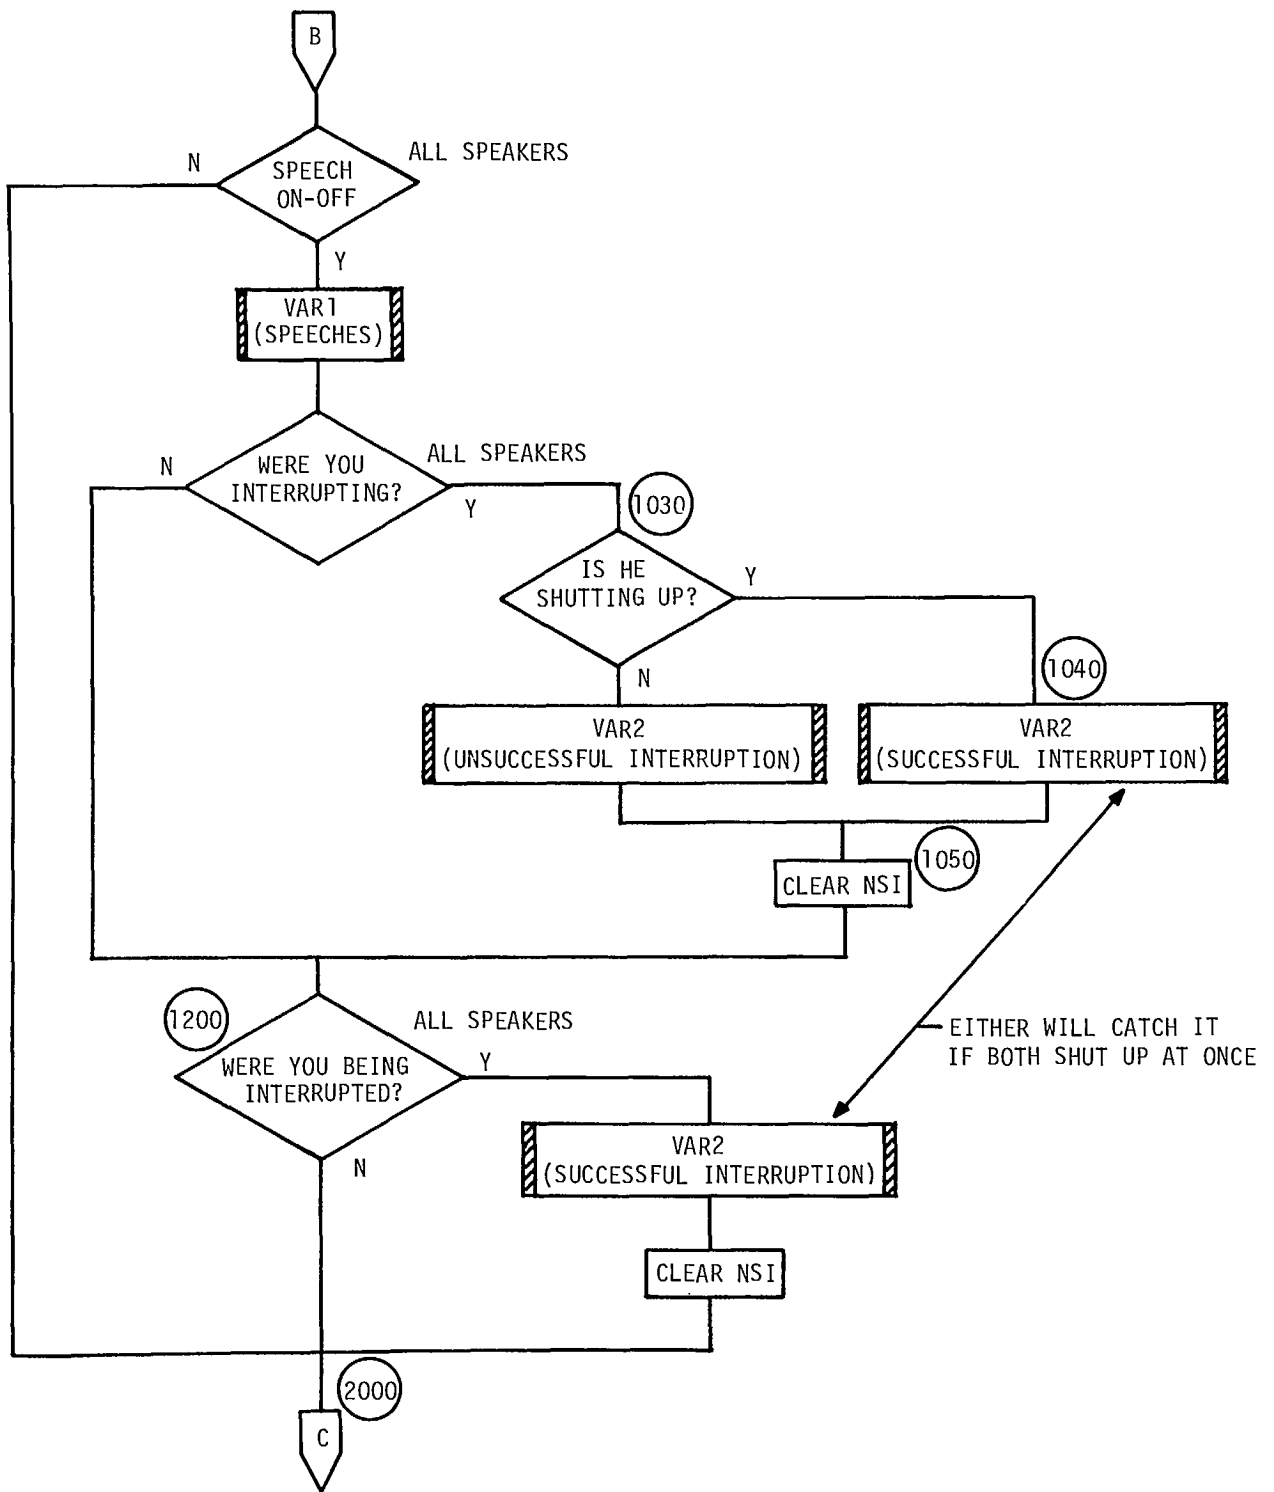 B
N
ALL SPEAKERS
SPEECH
ON-OFF
Y
VAR1
(SPEECHES)
N
ALL SPEAKERS
WERE YOU
INTERRUPTING?
Y
1030
IS HE
SHUTTING UP?
Y
N
1040
VAR2
(UNSUCCESSFUL INTERRUPTION)
VAR2
(SUCCESSFUL INTERRUPTION)
1050
CLEAR NSI
1200
ALL SPEAKERS
WERE YOU BEING
INTERRUPTED?
Y
EITHER WILL CATCH IT
IF BOTH SHUT UP AT ONCE
N
VAR2
(SUCCESSFUL INTERRUPTION)
CLEAR NSI
2000
C